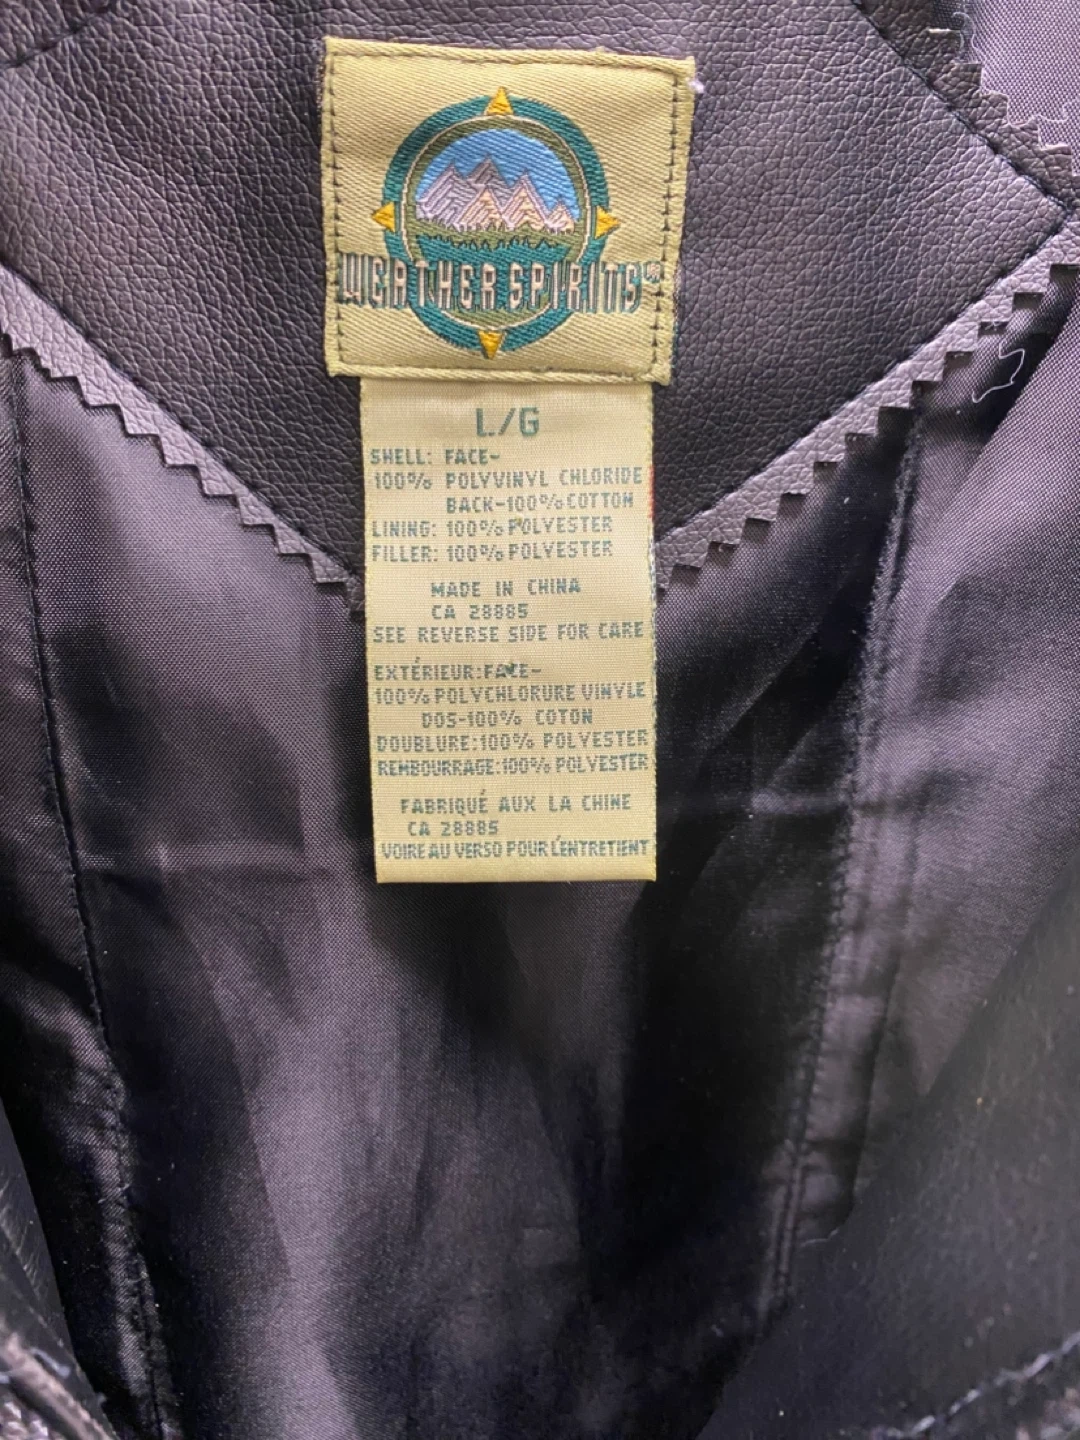 WEATHER SPIRITS®
L/G
SHELL: FACE-
100% POLYVINYL CHLORIDE
BACK-100% COTTON
LINING: 100% POLYESTER
FILLER: 100% POLYESTER
MADE IN CHINA
CA 28885
SEE REVERSE SIDE FOR CARE
EXTÉRIEUR: FACE-
100% POLYCHLORURE VINYLE
DOS-100% COTON
DOUBLURE: 100% POLYESTER
REMBOURRAGE: 100% POLYESTER
FABRIQUÉ AUX LA CHINE
CA 28885
VOIRE AU VERSO POUR L'ENTRETIENT